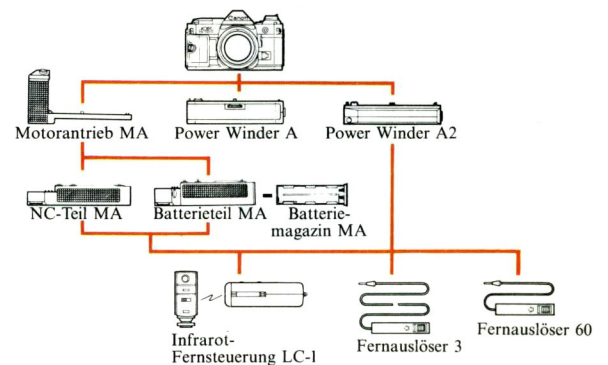 Canon
Motorantrieb MA
Power Winder A
Power Winder A2
NC-Teil MA
Batterieteil MA
Batterie-
magazin MA
Infrarot-
Fernsteuerung LC-1
Fernauslöser 3
Fernauslöser 60